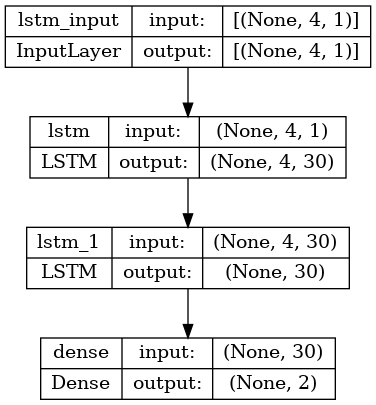 lstm_input input: [(None, 4, 1)]
InputLayer output: [(None, 4, 1)]
lstm input: (None, 4, 1)
LSTM output: (None, 4, 30)
lstm_1 input: (None, 4, 30)
LSTM output: (None, 30)
dense input: (None, 30)
Dense output: (None, 2)